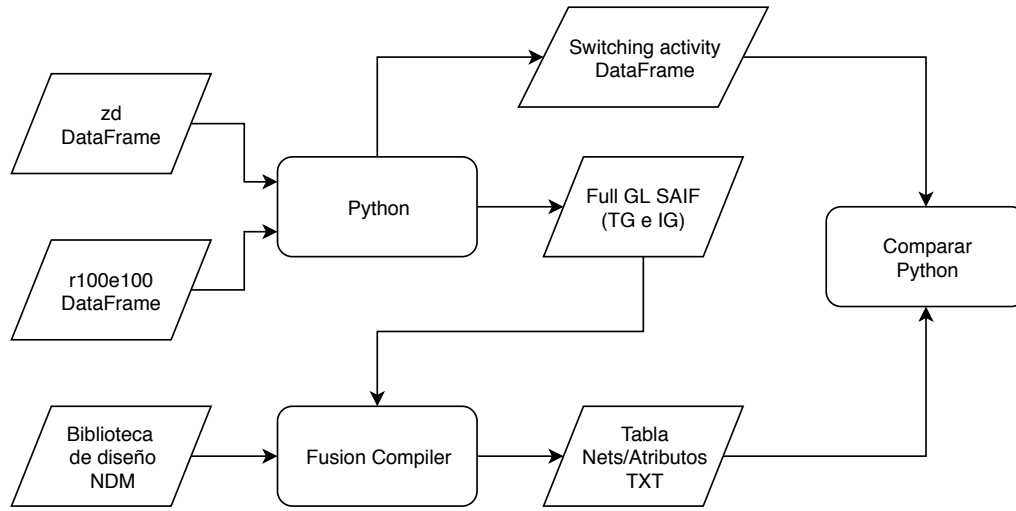 Switching activity
DataFrame
zd
DataFrame
Python
Full GL SAIF
(TG e IG)
Comparar
Python
r100e100
DataFrame
Biblioteca
de diseño
NDM
Fusion Compiler
Tabla
Nets/Atributos
TXT